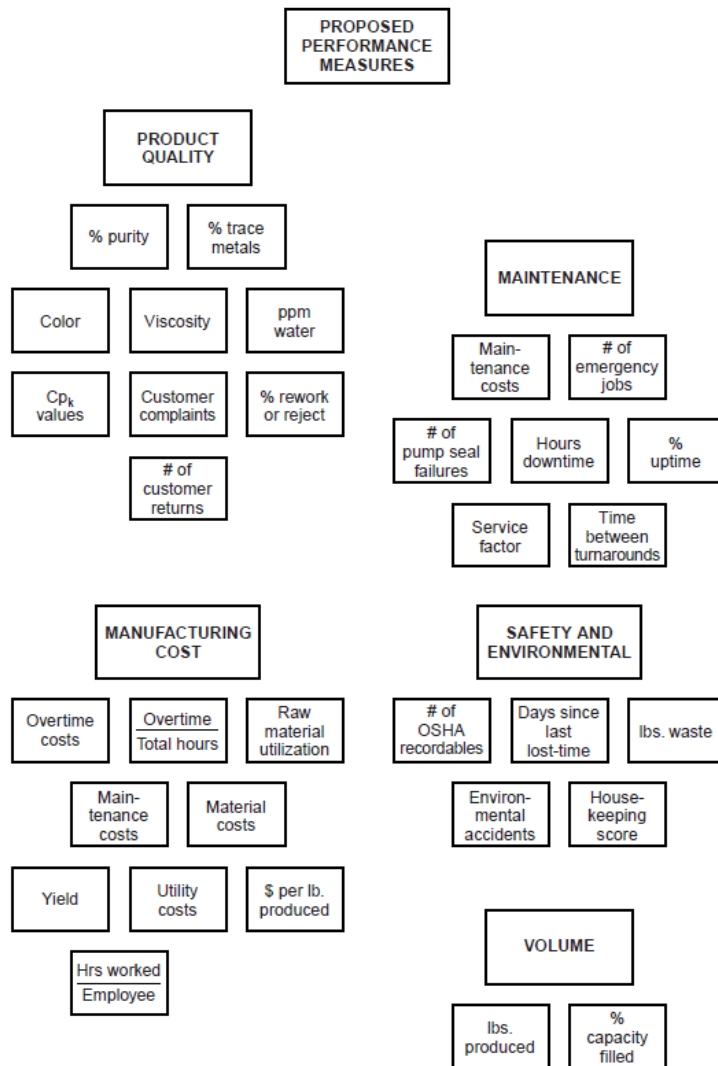 PROPOSED
PERFORMANCE
MEASURES
PRODUCT
QUALITY
% purity
% trace
metals
Color
Viscosity
ppm
water
Cpk
values
Customer
complaints
% rework
or reject
# of
customer
returns
MAINTENANCE
Main-
tenance
costs
# of
emergency
jobs
# of
pump seal
failures
Hours
downtime
%
uptime
Service
factor
Time
between
turnarounds
MANUFACTURING
COST
Overtime
costs
Overtime
Total hours
Raw
material
utilization
Main-
tenance
costs
Material
costs
Yield
Utility
costs
$ per lb.
produced
Hrs worked
Employee
SAFETY AND
ENVIRONMENTAL
# of
OSHA
recordables
Days since
last
lost-time
lbs. waste
Environ-
mental
accidents
House-
keeping
score
VOLUME
lbs.
produced
%
capacity
filled